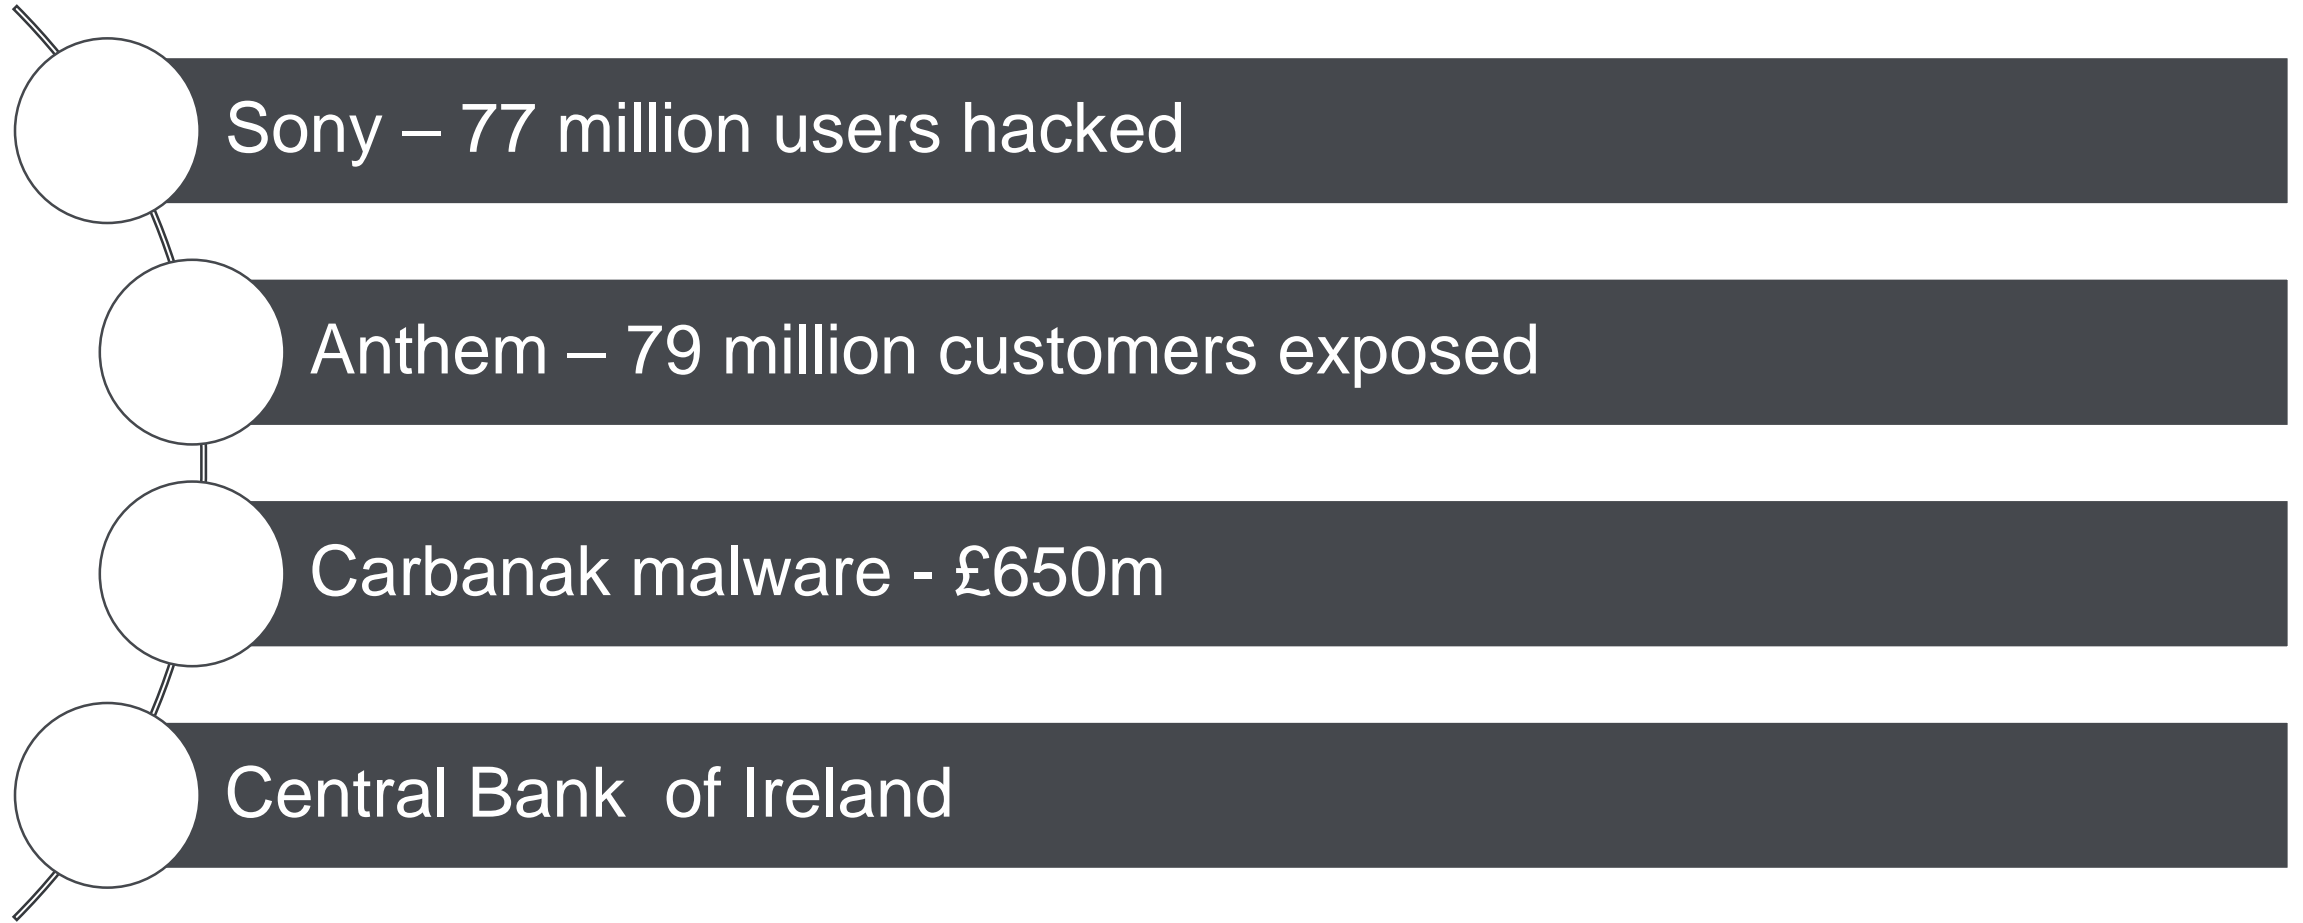 Sony – 77 million users hacked
Anthem – 79 million customers exposed
Carbanak malware - £650m
Central Bank  of Ireland